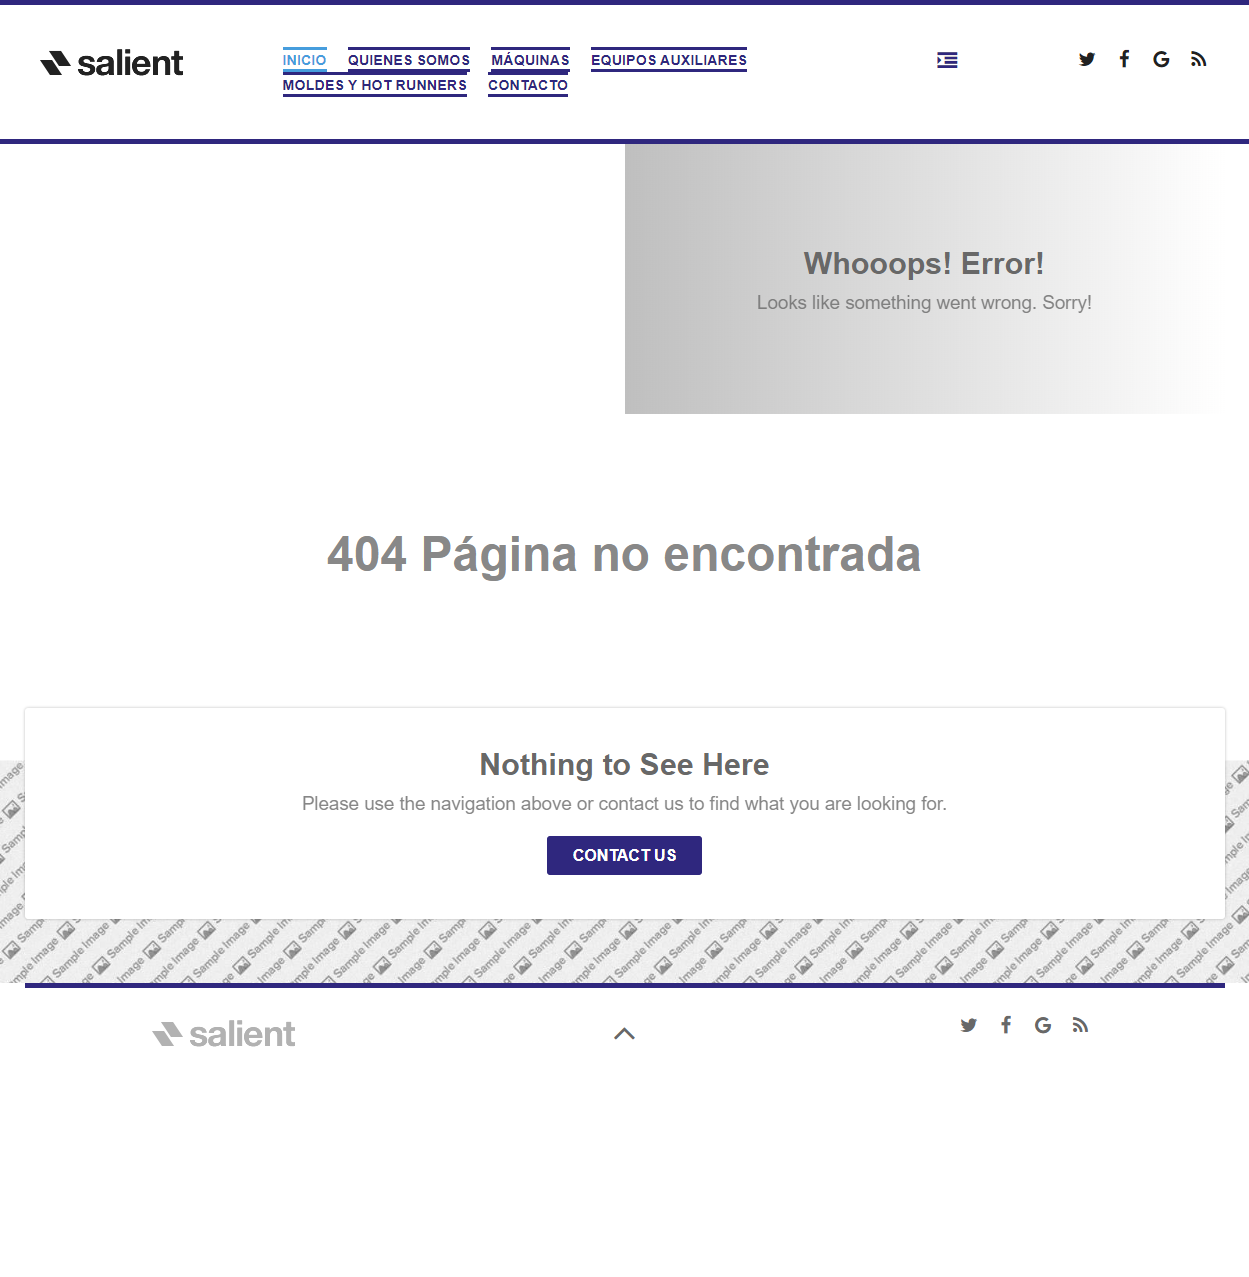 salient
INICIO QUIENES SOMOS MÁQUINAS EQUIPOS AUXILIARES
MOLDES Y HOT RUNNERS CONTACTO
Whooops! Error!
Looks like something went wrong. Sorry!
404 Página no encontrada
Nothing to See Here
Please use the navigation above or contact us to find what you are looking for.
CONTACT US
Sample Image
salient